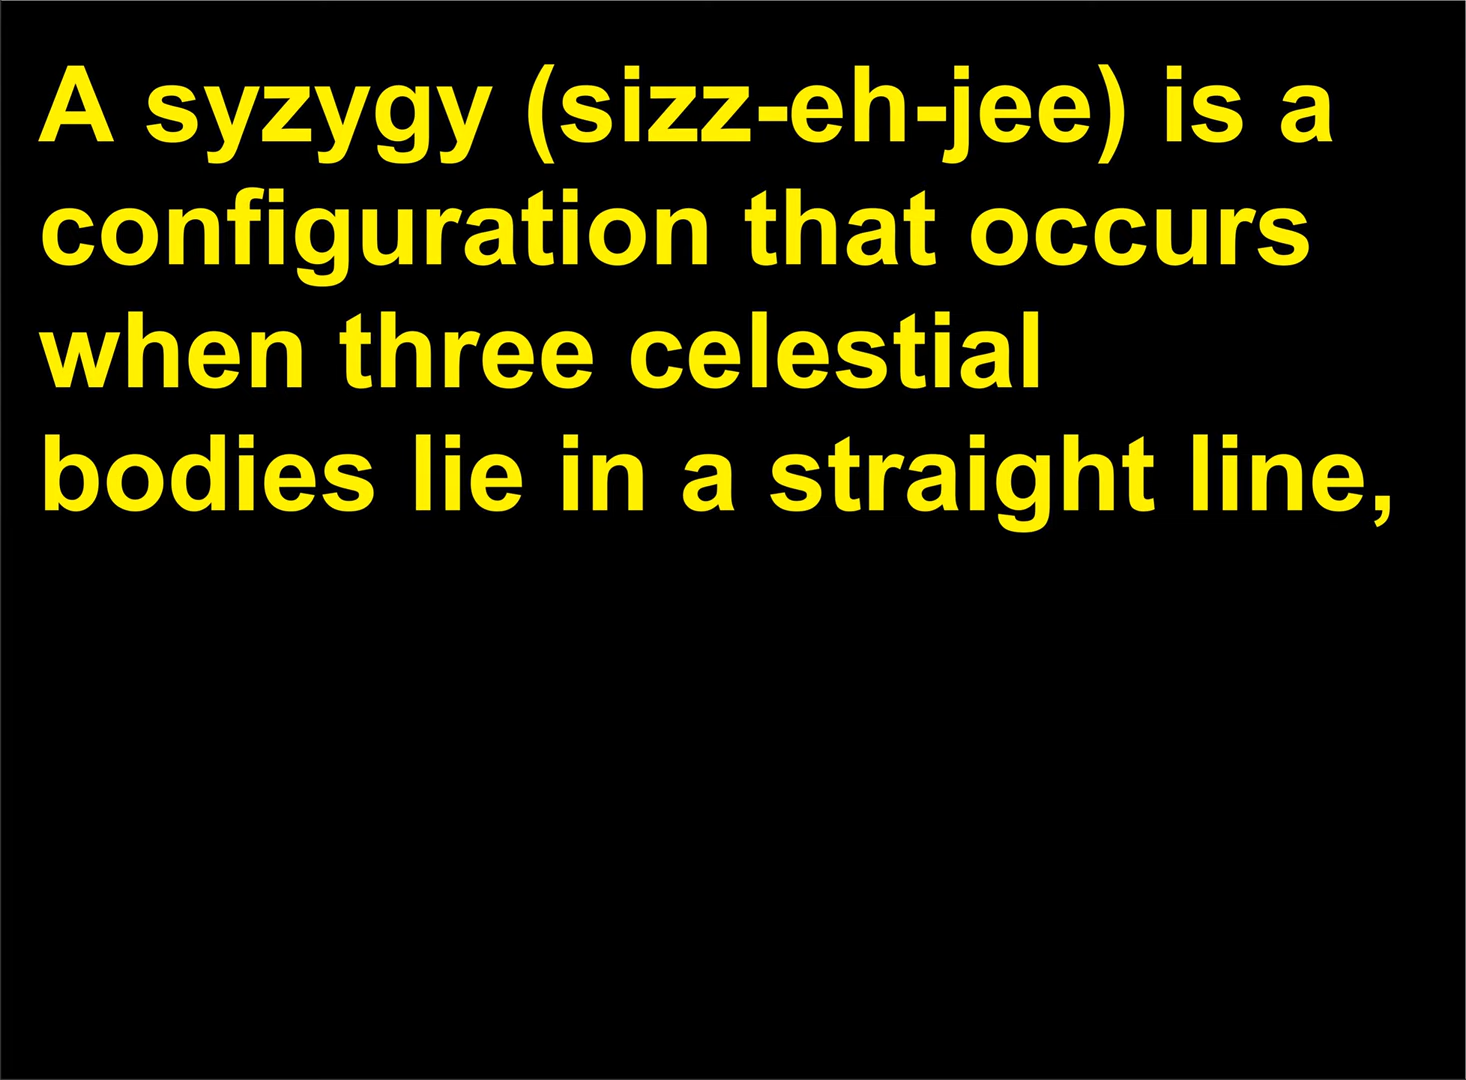 A syzygy (sizz-eh-jee) is a
configuration that occurs
when three celestial
bodies lie in a straight line,